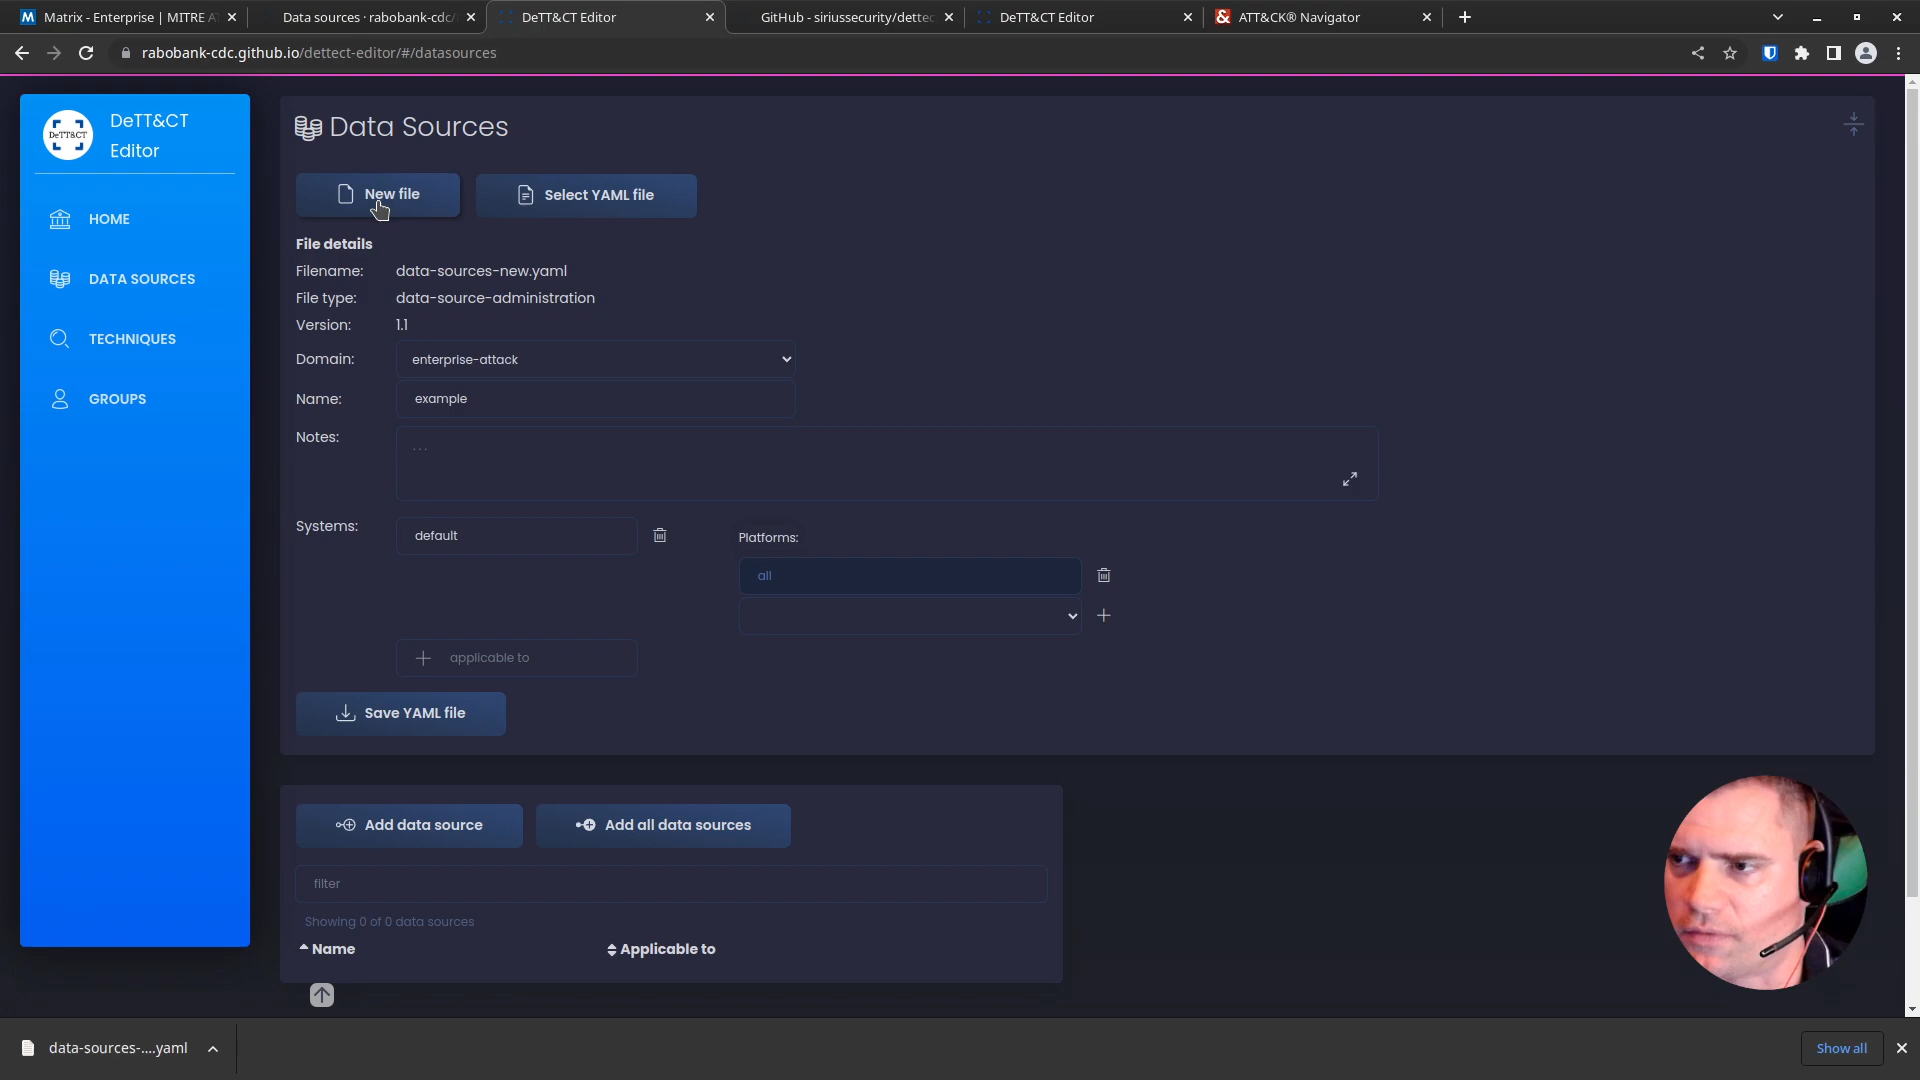 Matrix - Enterprise | MITRE AT
Data sources · rabobank-cdc/
DeTT&CT Editor
GitHub - siriussecurity/dettec
DeTT&CT Editor
ATT&CK® Navigator
rabobank-cdc.github.io/dettect-editor/#/datasources
DeTT&CT
DeTT&CT
Editor
HOME
DATA SOURCES
TECHNIQUES
GROUPS
Data Sources
New file
Select YAML file
File details
Filename: data-sources-new.yaml
File type: data-source-administration
Version: 1.1
Domain: enterprise-attack
Name: example
Notes: ...
Systems: default
Platforms:
all
applicable to
Save YAML file
Add data source
Add all data sources
filter
Showing 0 of 0 data sources
Name
Applicable to
data-sources-....yaml
Show all